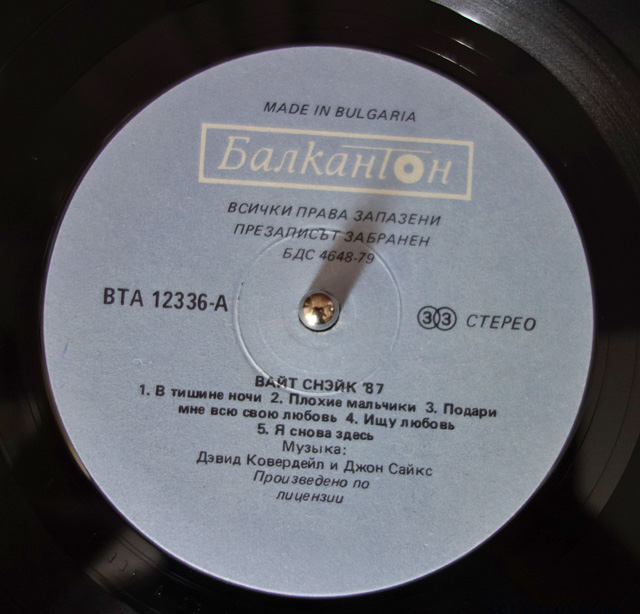 MADE IN BULGARIA
Балкантон
ВСИЧКИ ПРАВА ЗАПАЗЕНИ
ПРЕЗАПИСЪТ ЗАБРАНЕН
БДС 4648-79
ВТА 12336-А
33 СТЕРЕО
ВАЙТ СНЭЙК '87
1. В тишине ночи 2. Плохие мальчики 3. Подари
мне всю свою любовь 4. Ищу любовь
5. Я снова здесь
Музыка:
Дэвид Ковердейл и Джон Сайкс
Произведено по
лицензии